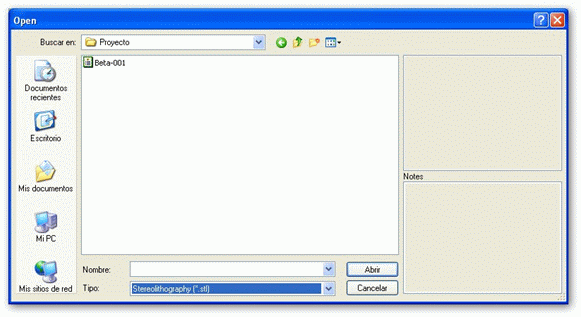 Open
Buscar en:
Proyecto
Beta-001
Documentos
recientes
Escritorio
Mis documentos
Mi PC
Mis sitios de red
Notes
Nombre:
Abrir
Tipo:
Stereolithography (*.stl)
Cancelar